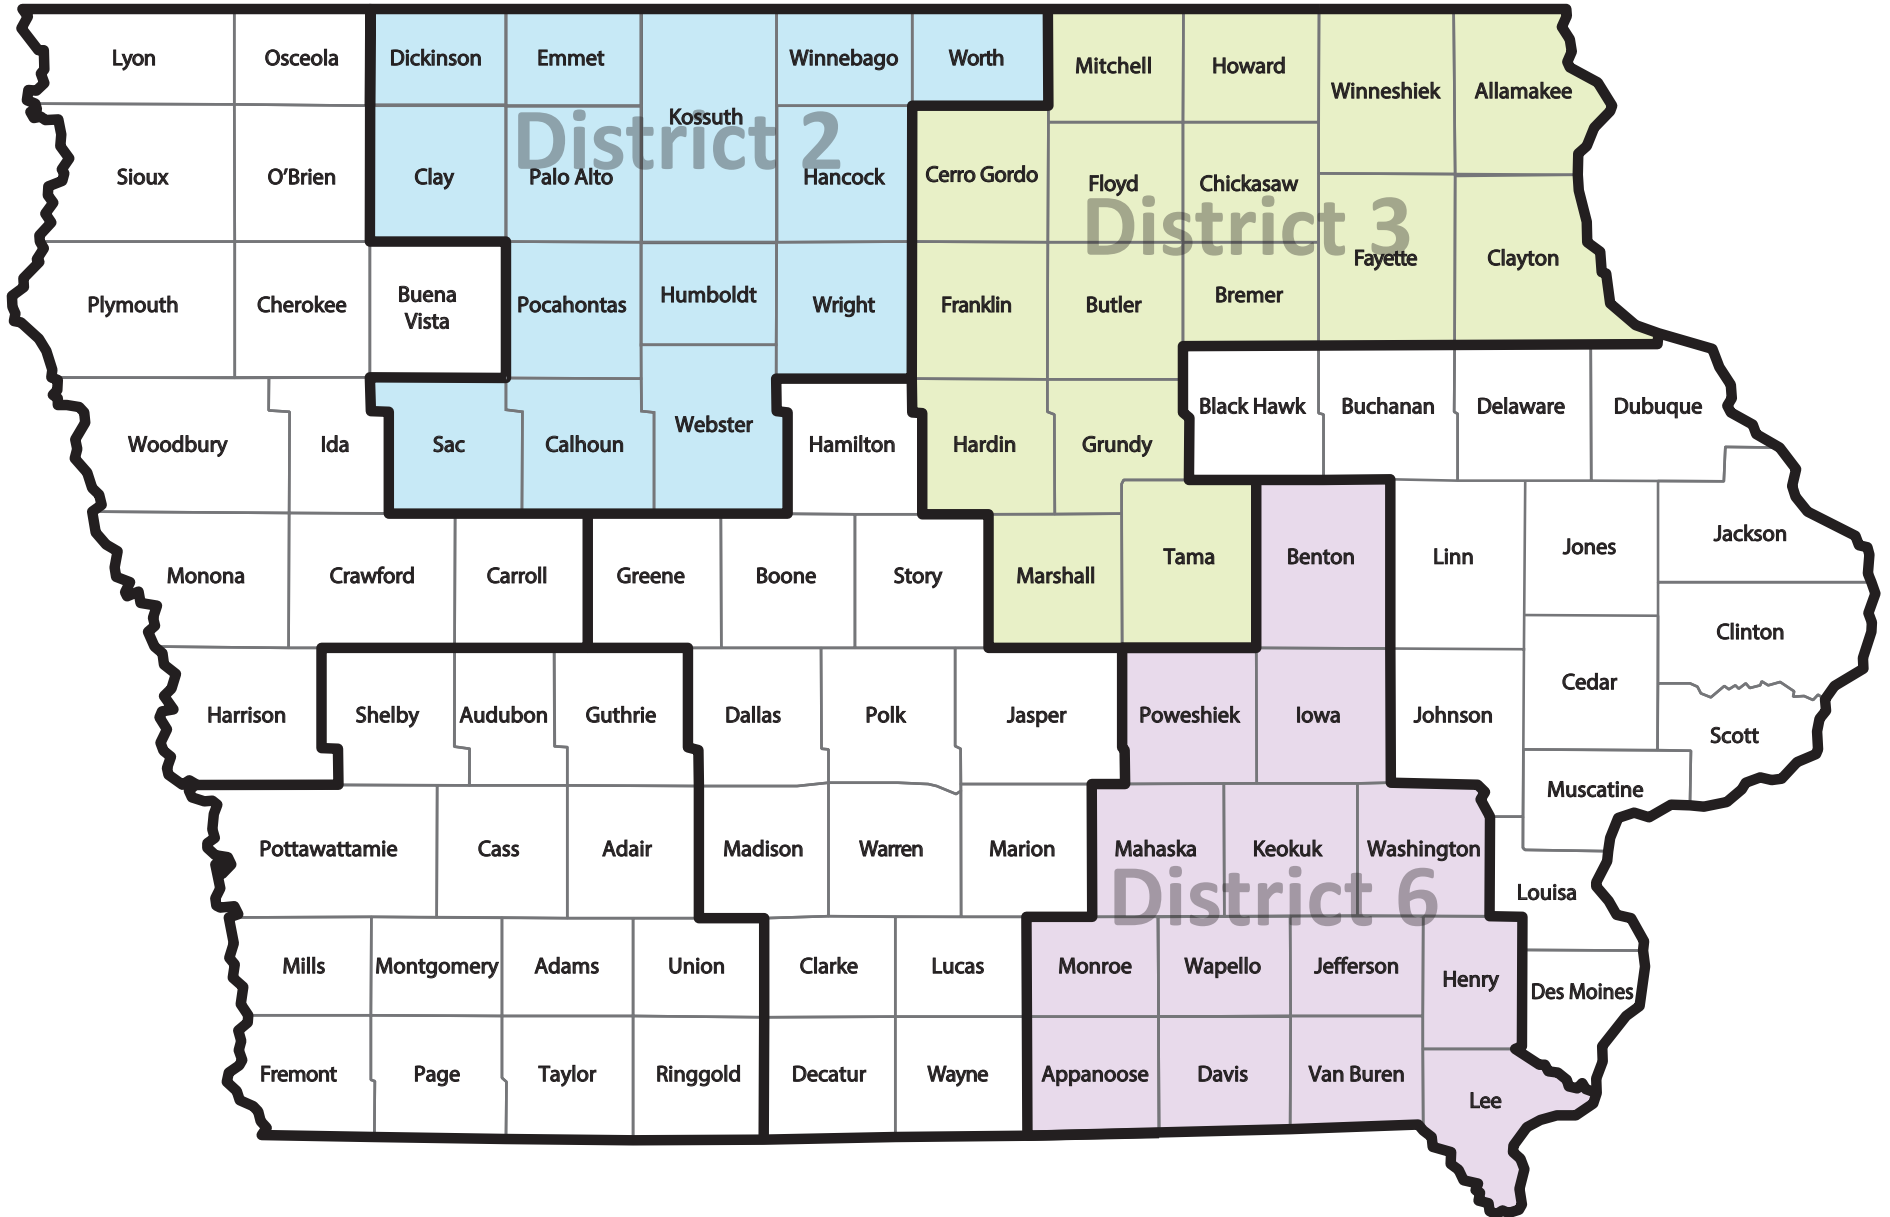 Lyon
Osceola
Dickinson
Emmet
Kossuth
Winnebago
Worth
Mitchell
Howard
Winneshiek
Allamakee
District 2
Sioux
O'Brien
Clay
Palo Alto
Hancock
Cerro Gordo
Floyd
Chickasaw
District 3
Fayette
Clayton
Plymouth
Cherokee
Buena
Vista
Pocahontas
Humboldt
Wright
Franklin
Butler
Bremer
Woodbury
Ida
Sac
Calhoun
Webster
Hamilton
Hardin
Grundy
Black Hawk
Buchanan
Delaware
Dubuque
Monona
Crawford
Carroll
Greene
Boone
Story
Marshall
Tama
Benton
Linn
Jones
Jackson
Clinton
Cedar
Harrison
Shelby
Audubon
Guthrie
Dallas
Polk
Jasper
Poweshiek
Iowa
Johnson
Scott
Muscatine
Pottawattamie
Cass
Adair
Madison
Warren
Marion
Mahaska
Keokuk
Washington
District 6
Louisa
Mills
Montgomery
Adams
Union
Clarke
Lucas
Monroe
Wapello
Jefferson
Henry
Des Moines
Fremont
Page
Taylor
Ringgold
Decatur
Wayne
Appanoose
Davis
Van Buren
Lee